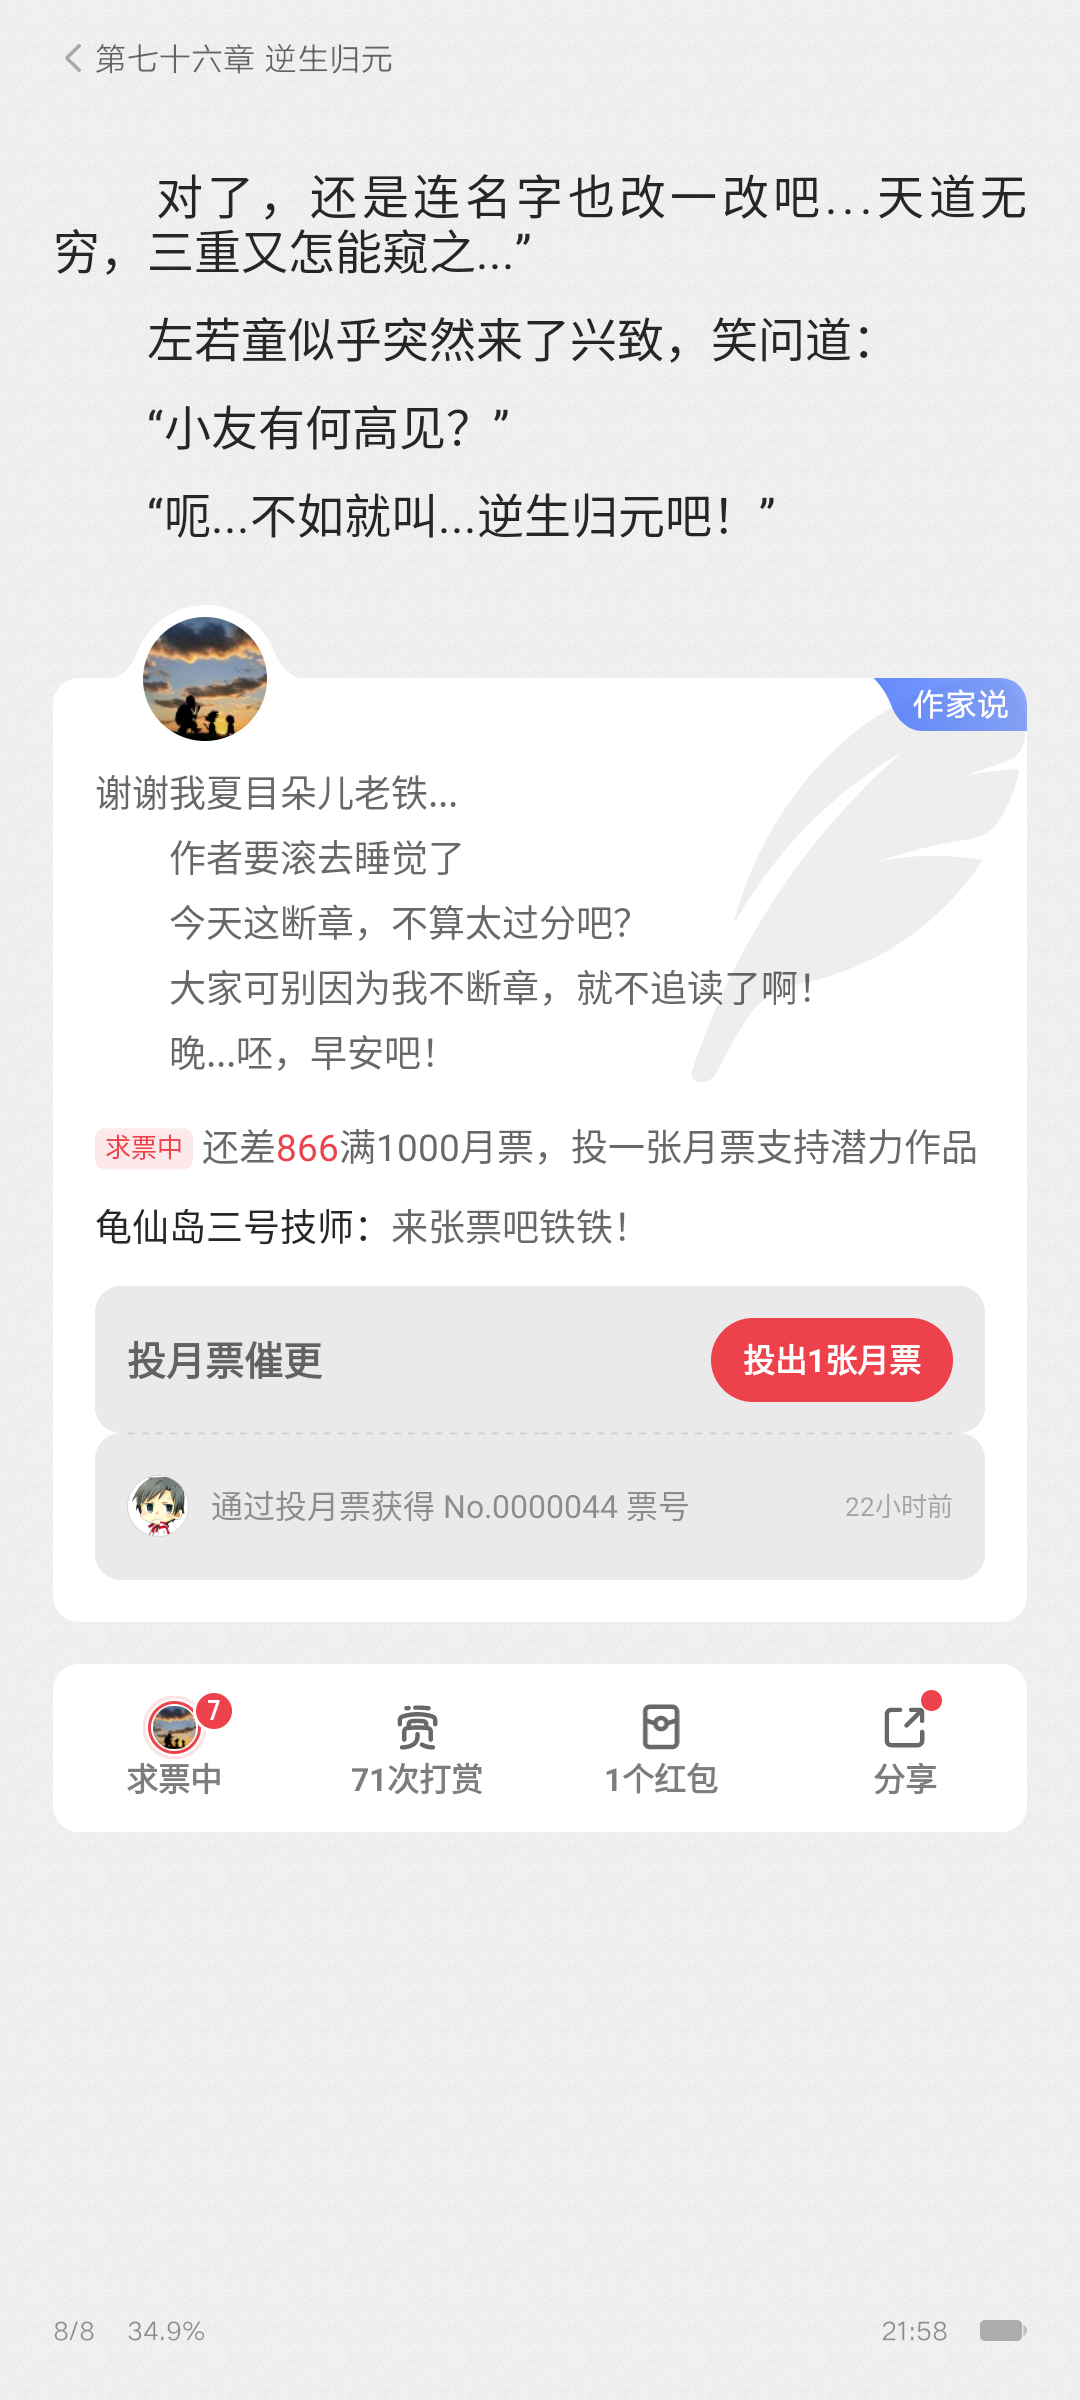 第七十六章 逆生归元
对了，还是连名字也改一改吧...天道无
穷，三重又怎能窥之...”
左若童似乎突然来了兴致，笑问道：
“小友有何高见？”
“呃...不如就叫...逆生归元吧！”
作家说
谢谢我夏目朵儿老铁...
作者要滚去睡觉了
今天这断章，不算太过分吧？
大家可别因为我不断章，就不追读了啊！
晚...呸，早安吧！
求票中 还差866满1000月票，投一张月票支持潜力作品
龟仙岛三号技师：来张票吧铁铁！
投月票催更
投出1张月票
通过投月票获得 No.0000044 票号
22小时前
7
赏
求票中
71次打赏
1个红包
分享
8/8 34.9%
21:58